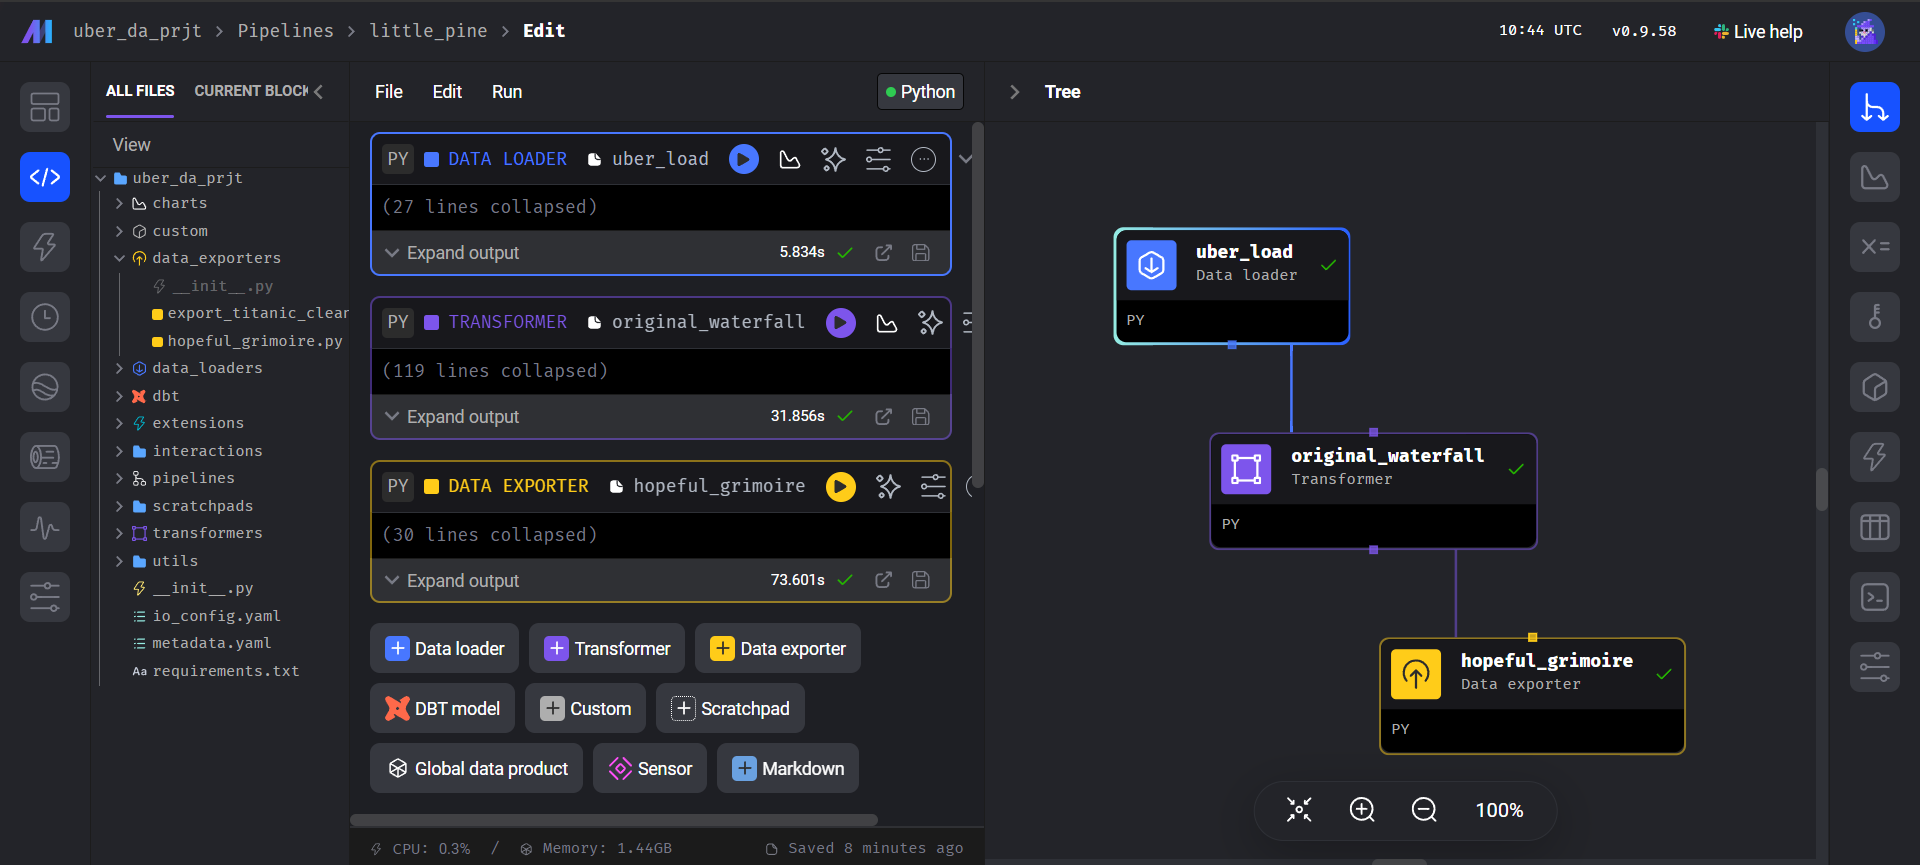 uber_da_prjt > Pipelines > little_pine > Edit
10:44 UTC
v0.9.58
Live help
ALL FILES
CURRENT BLOCK
View
uber_da_prjt
charts
custom
data_exporters
__init__.py
export_titanic_clear
hopeful_grimoire.py
data_loaders
dbt
extensions
interactions
pipelines
scratchpads
transformers
utils
__init__.py
io_config.yaml
metadata.yaml
Aa requirements.txt
File
Edit
Run
Python
PY DATA LOADER uber_load
(27 lines collapsed)
Expand output
5.834s
PY TRANSFORMER original_waterfall
(119 lines collapsed)
Expand output
31.856s
PY DATA EXPORTER hopeful_grimoire
(30 lines collapsed)
Expand output
73.601s
Data loader
Transformer
Data exporter
DBT model
Custom
Scratchpad
Global data product
Sensor
Markdown
CPU: 0.3% / Memory: 1.44GB
Saved 8 minutes ago
Tree
uber_load
Data loader
PY
original_waterfall
Transformer
PY
hopeful_grimoire
Data exporter
PY
100%